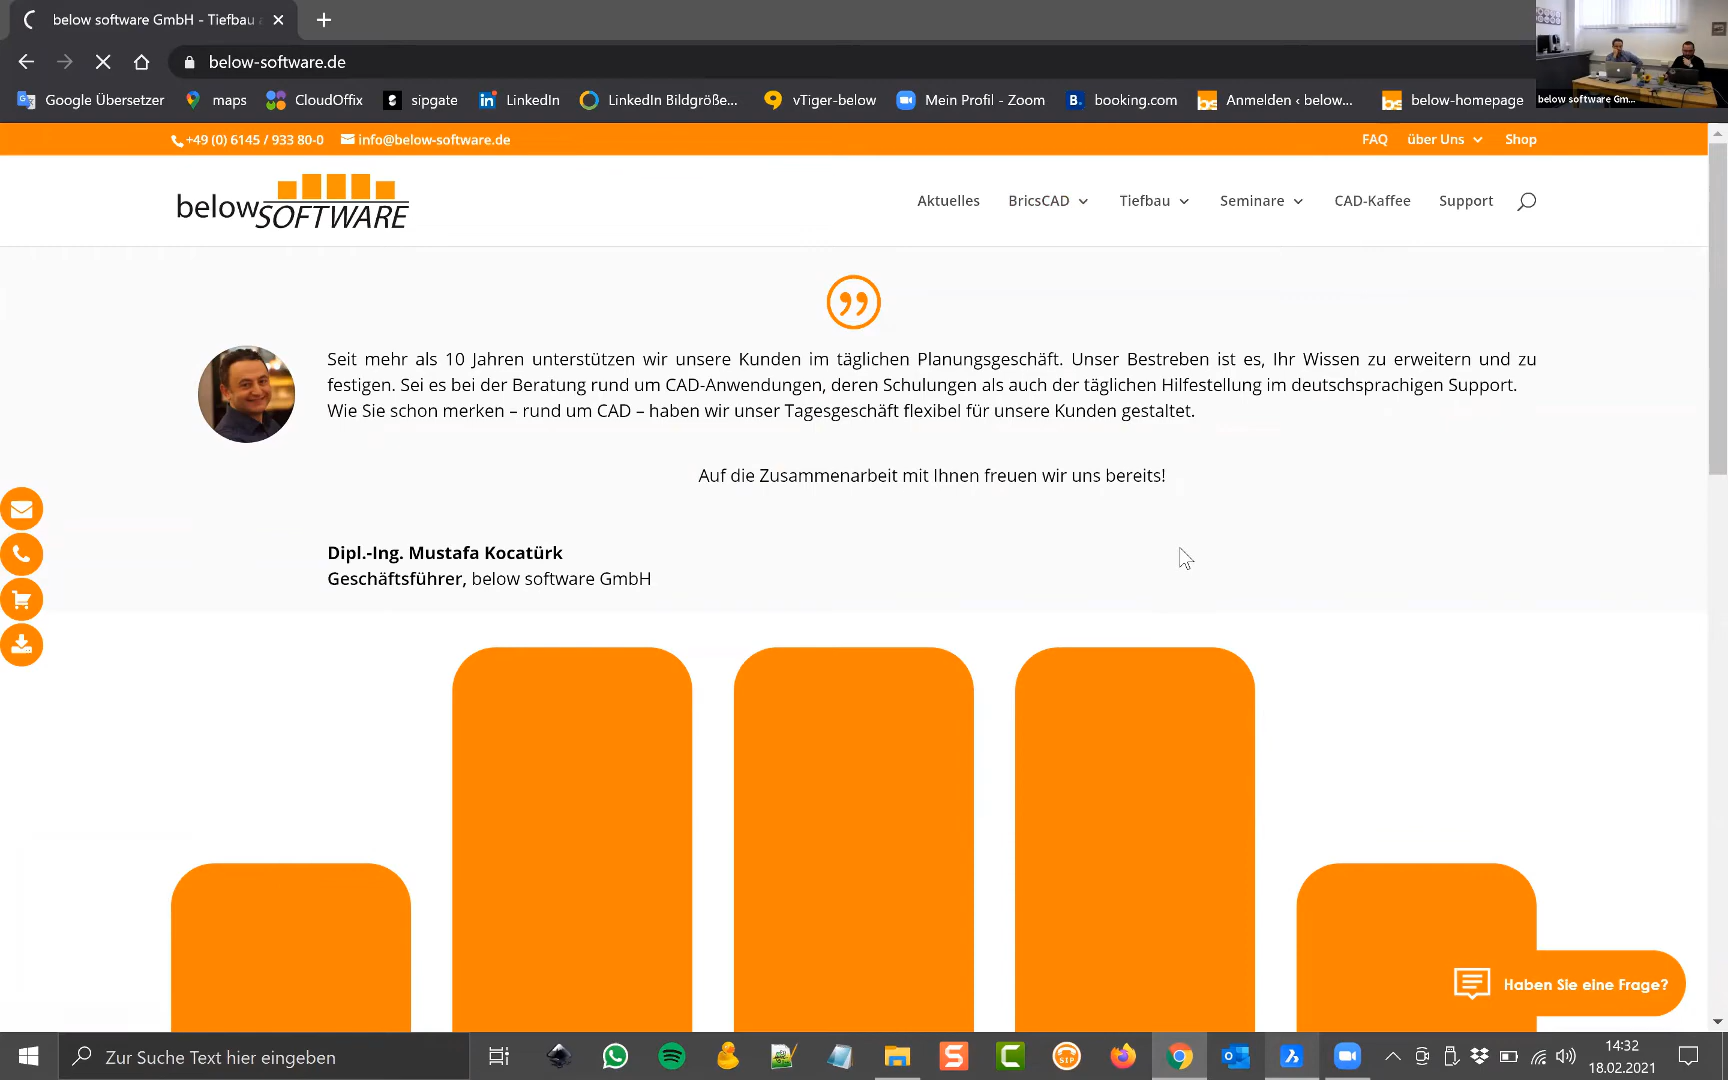 below software GmbH - Tiefbau
below-software.de
Google Übersetzer
maps
CloudOffix
sipgate
LinkedIn
LinkedIn Bildgröße...
vTiger-below
Mein Profil - Zoom
booking.com
Anmelden ‹ below...
below-homepage
below software Gm...
+49 (0) 6145 / 933 80-0
info@below-software.de
FAQ
über Uns
Shop
belowSOFTWARE
Aktuelles
BricsCAD
Tiefbau
Seminare
CAD-Kaffee
Support
Seit mehr als 10 Jahren unterstützen wir unsere Kunden im täglichen Planungsgeschäft. Unser Bestreben ist es, Ihr Wissen zu erweitern und zu
festigen. Sei es bei der Beratung rund um CAD-Anwendungen, deren Schulungen als auch der täglichen Hilfestellung im deutschsprachigen Support.
Wie Sie schon merken – rund um CAD – haben wir unser Tagesgeschäft flexibel für unsere Kunden gestaltet.
Auf die Zusammenarbeit mit Ihnen freuen wir uns bereits!
Dipl.-Ing. Mustafa Kocatürk
Geschäftsführer, below software GmbH
Haben Sie eine Frage?
Zur Suche Text hier eingeben
14:32
18.02.2021